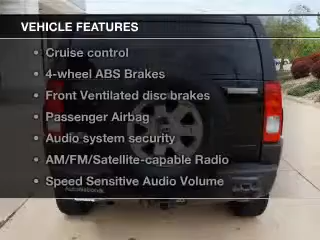 VEHICLE FEATURES
• Cruise control
• 4-wheel ABS Brakes
• Front Ventilated disc brakes
• Passenger Airbag
• Audio system security
• AM/FM/Satellite-capable Radio
• Speed Sensitive Audio Volume